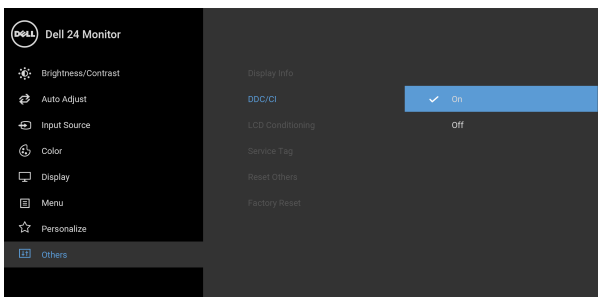 DELL
Dell 24 Monitor
Brightness/Contrast
Auto Adjust
Input Source
Color
Display
Menu
Personalize
Others
Display Info
DDC/CI
LCD Conditioning
Service Tag
Reset Others
Factory Reset
On
Off